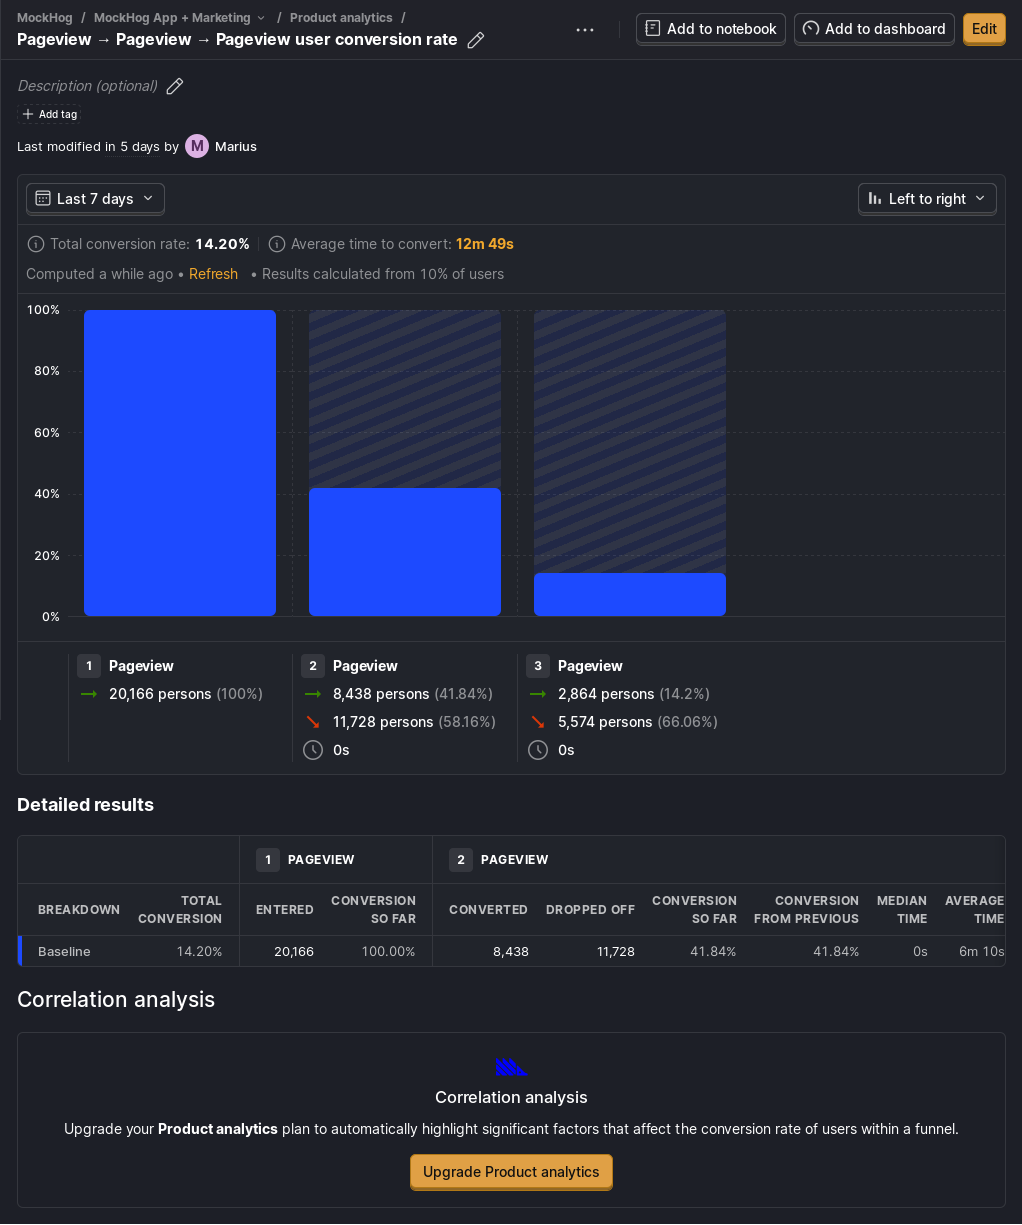 MockHog / MockHog App + Marketing / Product analytics /
Pageview → Pageview → Pageview user conversion rate
Add to notebook
Add to dashboard
Edit
Description (optional)
Add tag
Last modified in 5 days by M Marius
Last 7 days
Left to right
Total conversion rate: 14.20%
Average time to convert: 12m 49s
Computed a while ago • Refresh • Results calculated from 10% of users
100%
80%
60%
40%
20%
0%
1 Pageview
20,166 persons (100%)
2 Pageview
8,438 persons (41.84%)
11,728 persons (58.16%)
0s
3 Pageview
2,864 persons (14.2%)
5,574 persons (66.06%)
0s
Detailed results
1 PAGEVIEW 2 PAGEVIEW
BREAKDOWN
TOTAL
CONVERSION
ENTERED
CONVERSION
SO FAR
CONVERTED
DROPPED OFF
CONVERSION
SO FAR
CONVERSION
FROM PREVIOUS
MEDIAN
TIME
AVERAGE
TIME
Baseline 14.20% 20,166 100.00% 8,438 11,728 41.84% 41.84% 0s 6m 10s
Correlation analysis
Correlation analysis
Upgrade your Product analytics plan to automatically highlight significant factors that affect the conversion rate of users within a funnel.
Upgrade Product analytics